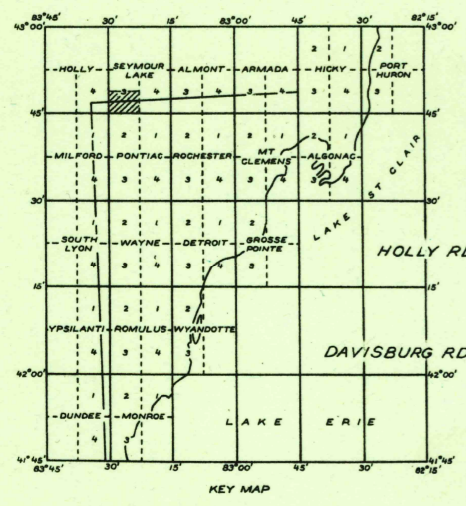 83°45' 30' 15' 83°00' 45' 30' 82°15'
43°00' 43°00'
2 1 2
HOLLY SEYMOUR LAKE ALMONT ARMADA HICKY PORT HURON
4 3 4 3 4 3 4 3 4 3
45' 45'
1 2 1 2 1 2 1 2 1
MILFORD PONTIAC ROCHESTER MT CLEMENS ALGONAC
4 3 4 3 4 3 4 3 4
LAKE ST CLAIR
30' 30'
1 2 1 2 1 2
SOUTH LYON WAYNE DETROIT GROSSE POINTE
HOLLY RD
4 3 4 3 4 3
15' 15'
1 2 1 2
YPSILANTI ROMULUS WYANDOTTE
4 3 4 3
DAVISBURG RD
42°00' 42°00'
1 2 1
DUNDEE MONROE
LAKE ERIE
4 3
41°45' 41°45'
83°45' 30' 15' 83°00' 45' 30' 82°15'
KEY MAP